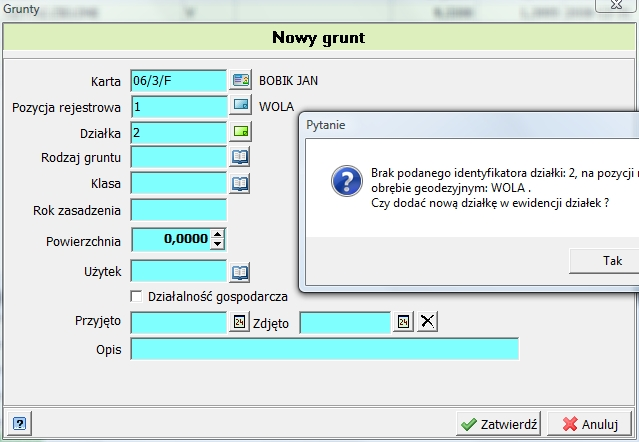 Grunty
Nowy grunt
Karta 06/3/F BOBIK JAN
Pozycja rejestrowa 1 WOLA
Działka 2
Rodzaj gruntu
Klasa
Rok zasadzenia
Powierzchnia 0,0000
Użytek
Działalność gospodarcza
Przyjęto 24 Zdjęto 24
Opis
Pytanie
Brak podanego identyfikatora działki: 2, na pozycji
obrębie geodezyjnym: WOLA .
Czy dodać nową działkę w ewidencji działek ?
Tak
? Zatwierdź Anuluj